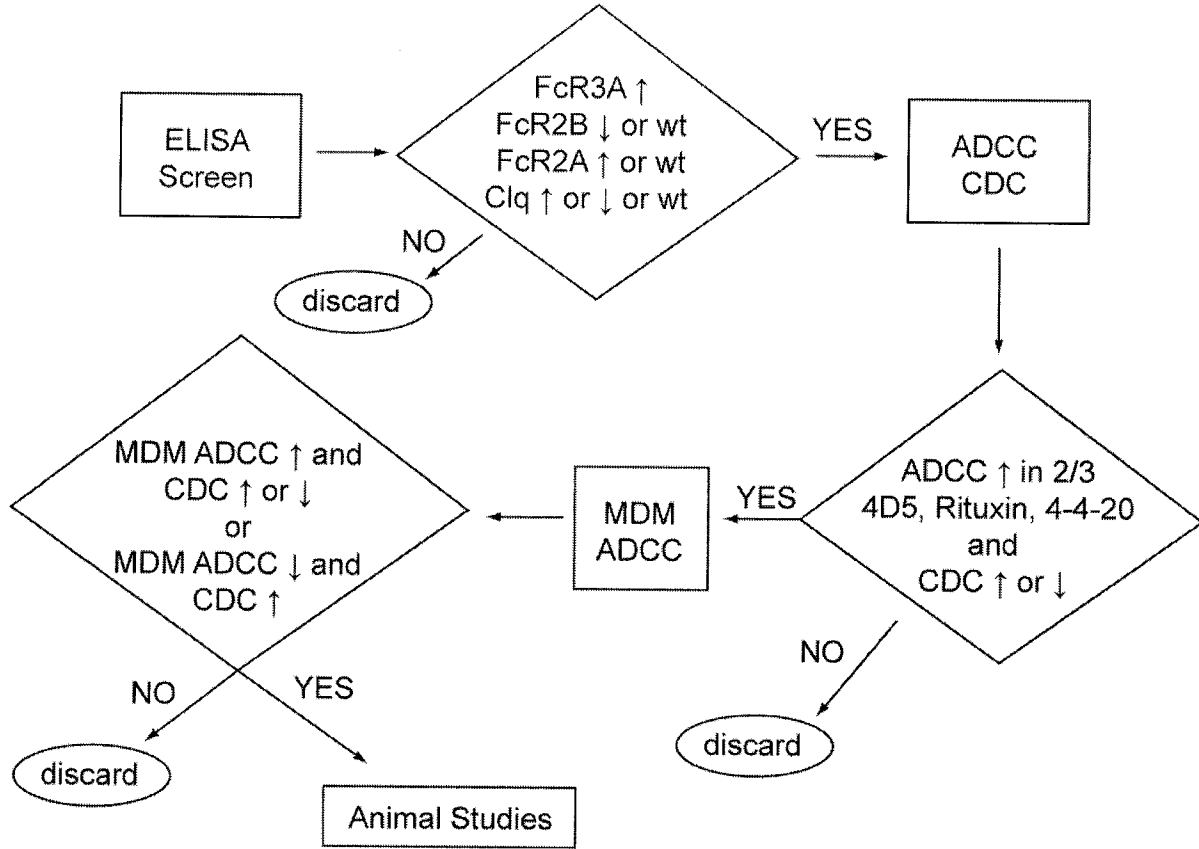 ELISA
Screen
FcR3A ↑
FcR2B ↓ or wt
FcR2A ↑ or wt
Clq ↑ or ↓ or wt
YES
ADCC
CDC
NO
discard
ADCC ↑ in 2/3
4D5, Rituxin, 4-4-20
and
CDC ↑ or ↓
NO
discard
YES
MDM
ADCC
MDM ADCC ↑ and
CDC ↑ or ↓
or
MDM ADCC ↓ and
CDC ↑
NO
discard
YES
Animal Studies